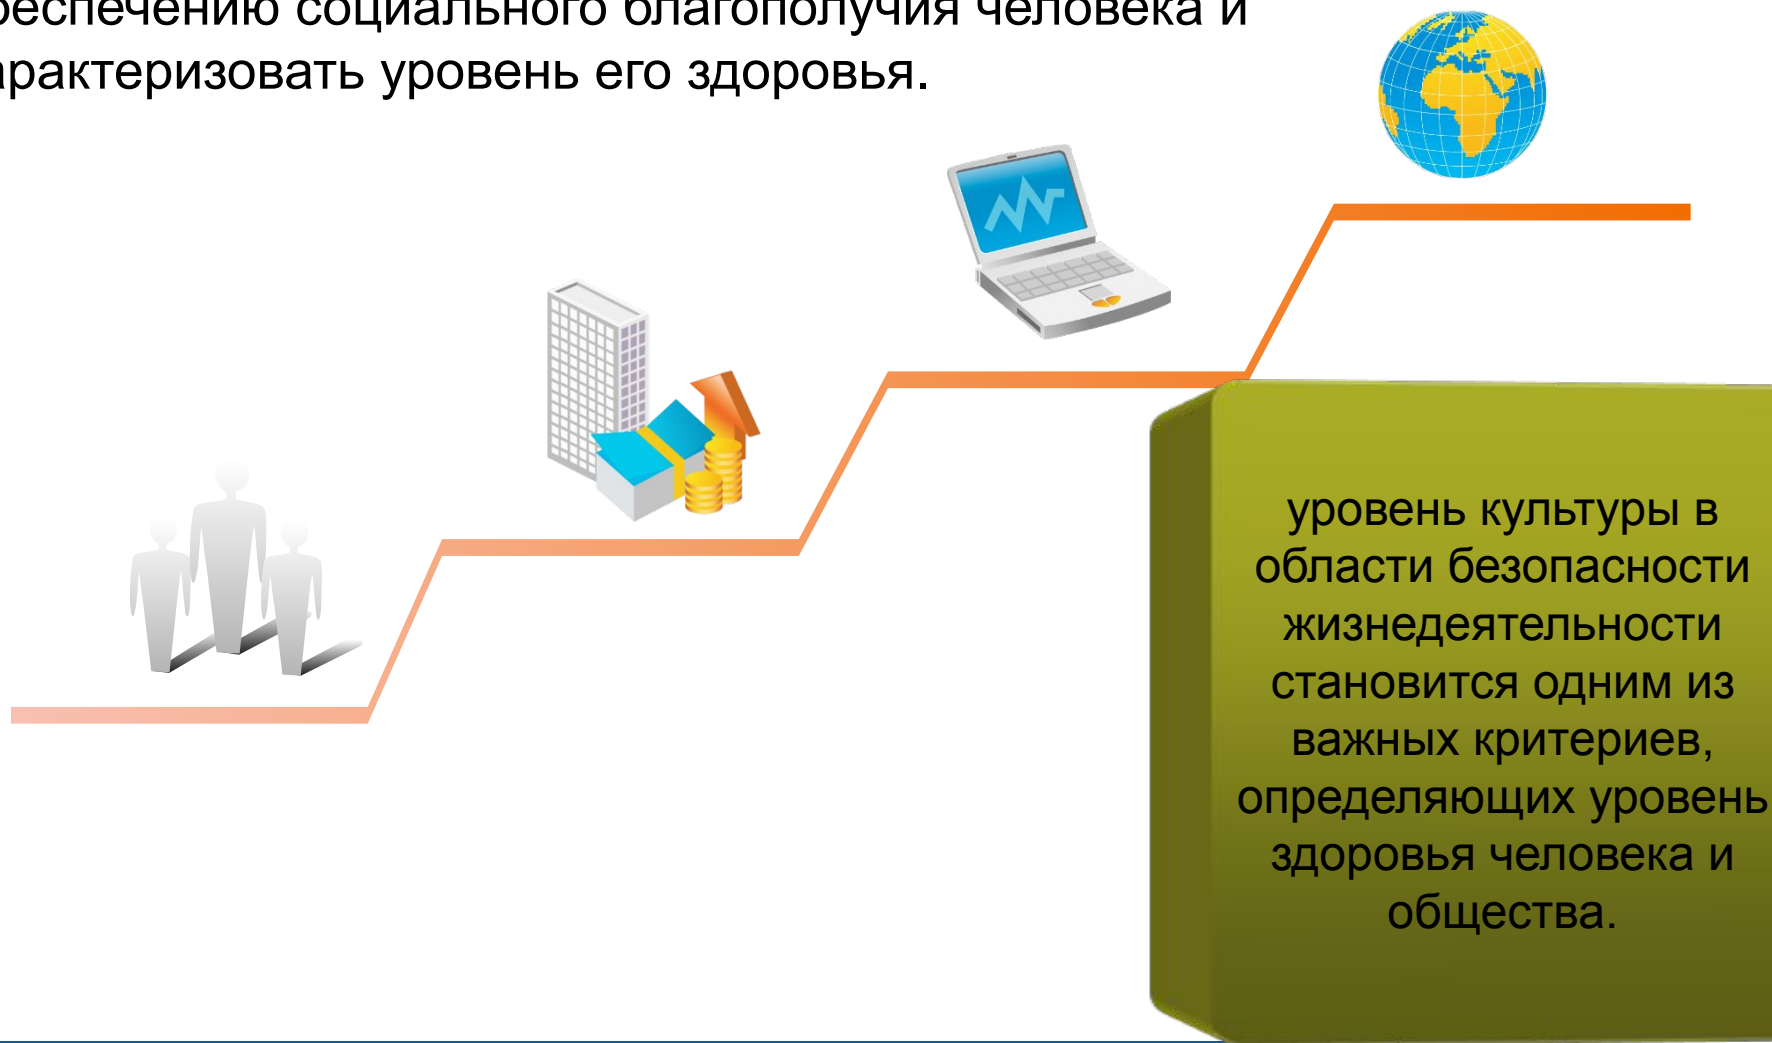 беспечению социального благополучия человека и
арактеризовать уровень его здоровья.
уровень культуры в
области безопасности
жизнедеятельности
становится одним из
важных критериев,
определяющих уровень
здоровья человека и
общества.